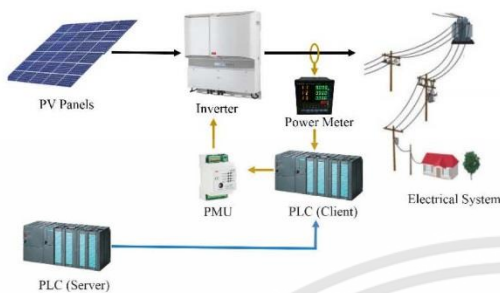 PV Panels
Inverter
Power Meter
Electrical System
PMU
PLC (Client)
PLC (Server)